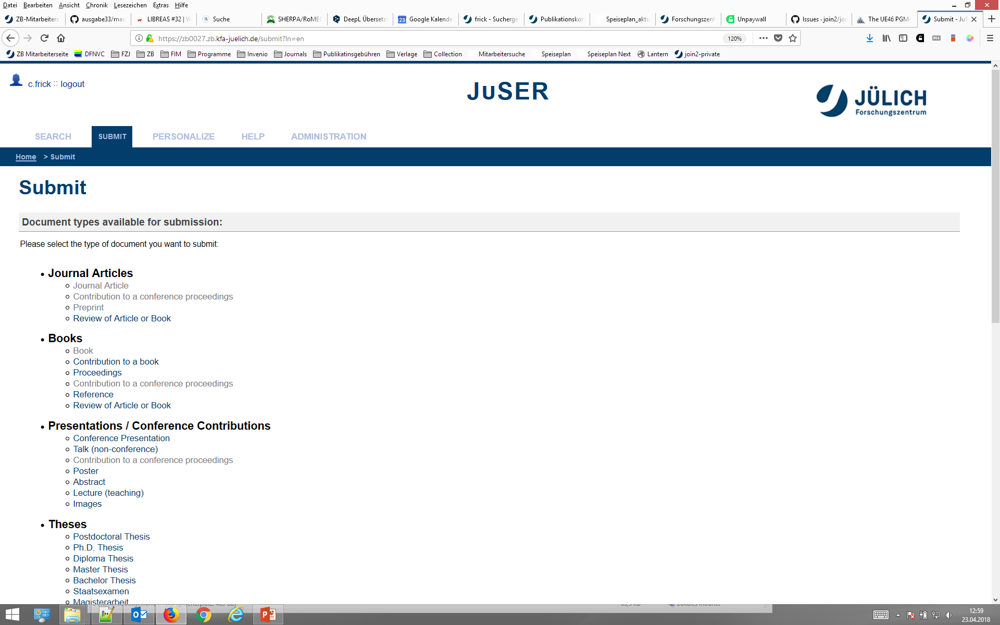 Datei Bearbeiten Ansicht Chronik Lesezeichen Extras Hilfe
ZB-Mitarbeiters ausgabe33/mas LIBREAS #32 | W Suche SHERPA/RoMEO DeepL Übersetz Google Kalende frick - Sucherge Publikationskon Speiseplan_aktu Forschungszent Unpaywall Issues · join2/joi The UE46 PGM- Submit - JuS
https://zb0027.zb.kfa-juelich.de/submit?ln=en 120%
ZB Mitarbeiterseite DFNVC FZJ ZB FIM Programme Invenio Journals Publikatinsgebühren Verlage Collection Mitarbeitersuche Speiseplan Speiseplan Next Lantern join2-private
c.frick :: logout
JuSER
JÜLICH
Forschungszentrum
SEARCH SUBMIT PERSONALIZE HELP ADMINISTRATION
Home > Submit
Submit
Document types available for submission:
Please select the type of document you want to submit:
Journal Articles
Journal Article
Contribution to a conference proceedings
Preprint
Review of Article or Book
Books
Book
Contribution to a book
Proceedings
Contribution to a conference proceedings
Reference
Review of Article or Book
Presentations / Conference Contributions
Conference Presentation
Talk (non-conference)
Contribution to a conference proceedings
Poster
Abstract
Lecture (teaching)
Images
Theses
Postdoctoral Thesis
Ph.D. Thesis
Diploma Thesis
Master Thesis
Bachelor Thesis
Staatsexamen
Magisterarbeit
12:59
23.04.2018